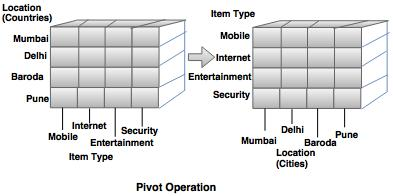 Location
(Countries)
Mumbai
Delhi
Baroda
Pune
Mobile
Internet
Entertainment
Security
Item Type
Item Type
Mobile
Internet
Entertainment
Security
Mumbai
Delhi
Baroda
Pune
Location
(Cities)
Pivot Operation